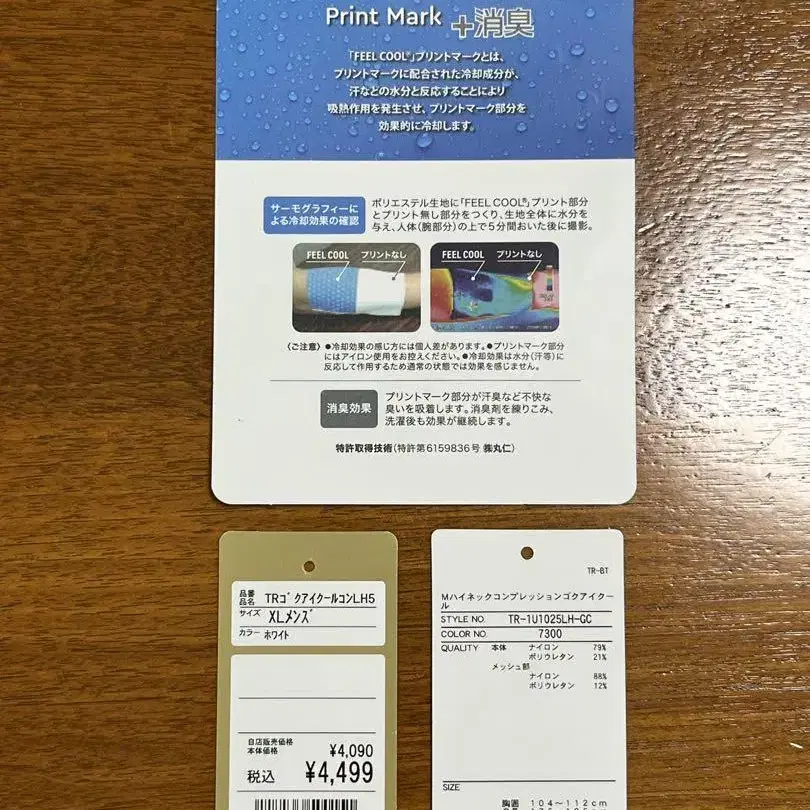 Print Mark +消臭
「FEEL COOL®」プリントマークとは、
プリントマークに配合された冷却成分が、
汗などの水分と反応することにより
吸熱作用を発生させ、プリントマーク部分を
効果的に冷却します。
サーモグラフィーに
よる冷却効果の確認
ポリエステル生地に「FEEL COOL®」プリント部分
とプリント無し部分をつくり、生地全体に水分を
与え、人体(腕部分)の上で5分間おいた後に撮影。
FEEL COOL プリントなし
FEEL COOL プリントなし
〈ご注意〉●冷却効果の感じ方には個人差があります。●プリントマーク部分
にはアイロン使用をお控えください。●冷却効果は水分(汗等)に
反応して作用するため通常の状態では効果を感じません。
消臭効果
プリントマーク部分が汗臭など不快な
臭いを吸着します。消臭剤を練りこみ、
洗濯後も効果が継続します。
特許取得技術(特許第6159836号 ㈱丸仁)
品番
品名 TRゴクアイクールコンLH5
サイズ XLメンズ
カラー ホワイト
自店販売価格
本体価格 ¥4,090
税込 ¥4,499
TR-BT
Mハイネックコンプレッションゴクアイクー
ル
STYLE NO. TR-1U1025LH-GC
COLOR NO. 7300
QUALITY 本体 ナイロン 79%
ポリウレタン 21%
メッシュ部
ナイロン 88%
ポリウレタン 12%
SIZE
胸囲 104～112cm